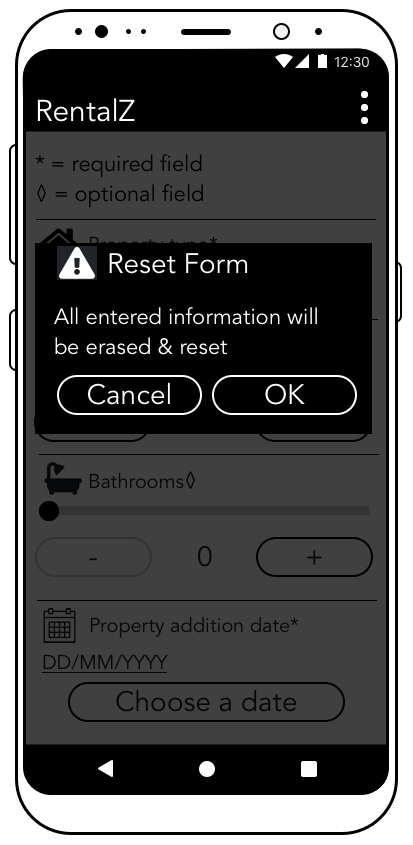 12:30
RentalZ
* = required field
◊ = optional field
Property type*
Reset Form
All entered information will
be erased & reset
Cancel OK
Bathrooms◊
- 0 +
Property addition date*
DD/MM/YYYY
Choose a date